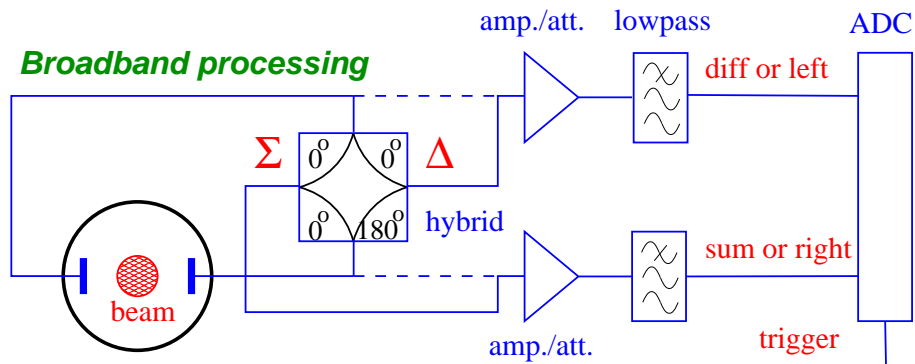 amp./att. lowpass ADC
Broadband processing
diff or left
Σ 0° 0° Δ
0° 180° hybrid
sum or right
beam
trigger
amp./att.